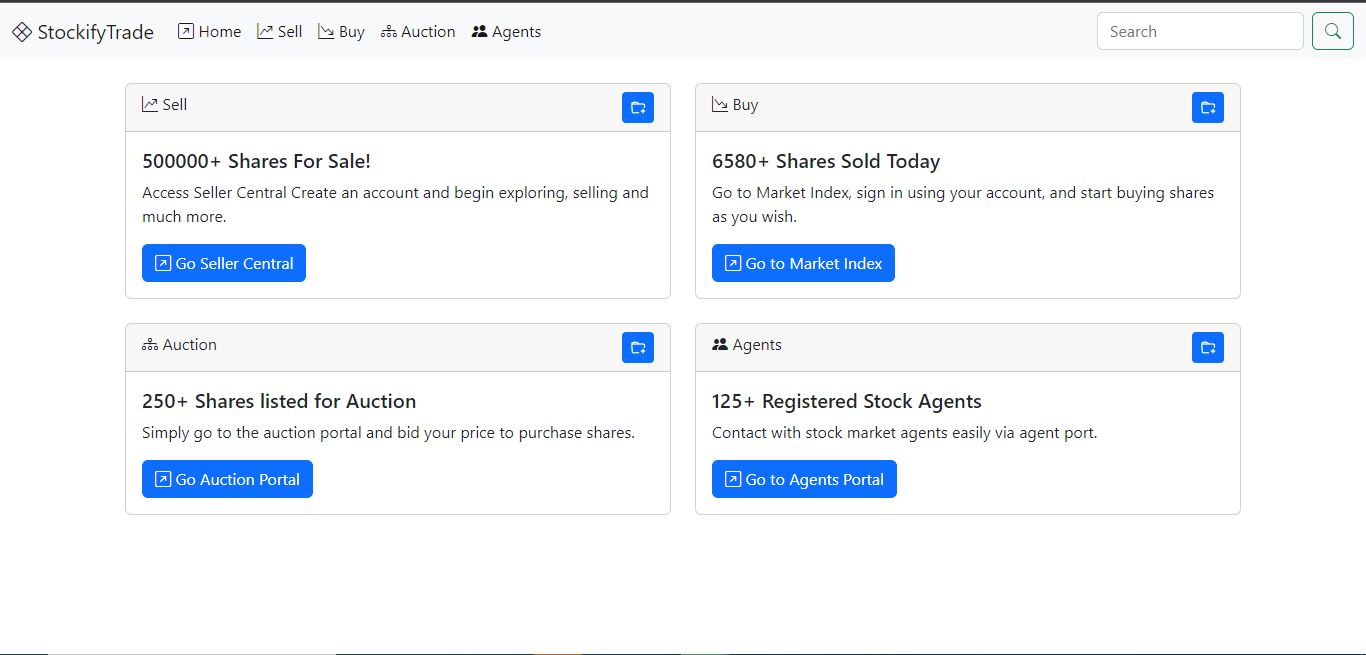 StockifyTrade Home Sell Buy Auction Agents Search
Sell
500000+ Shares For Sale!
Access Seller Central Create an account and begin exploring, selling and
much more.
Go Seller Central
Buy
6580+ Shares Sold Today
Go to Market Index, sign in using your account, and start buying shares
as you wish.
Go to Market Index
Auction
250+ Shares listed for Auction
Simply go to the auction portal and bid your price to purchase shares.
Go Auction Portal
Agents
125+ Registered Stock Agents
Contact with stock market agents easily via agent port.
Go to Agents Portal